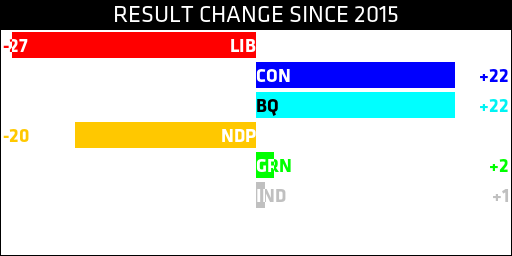 RESULT CHANGE SINCE 2015
-27 LIB
CON +22
BQ +22
-20 NDP
GRN +2
IND +1